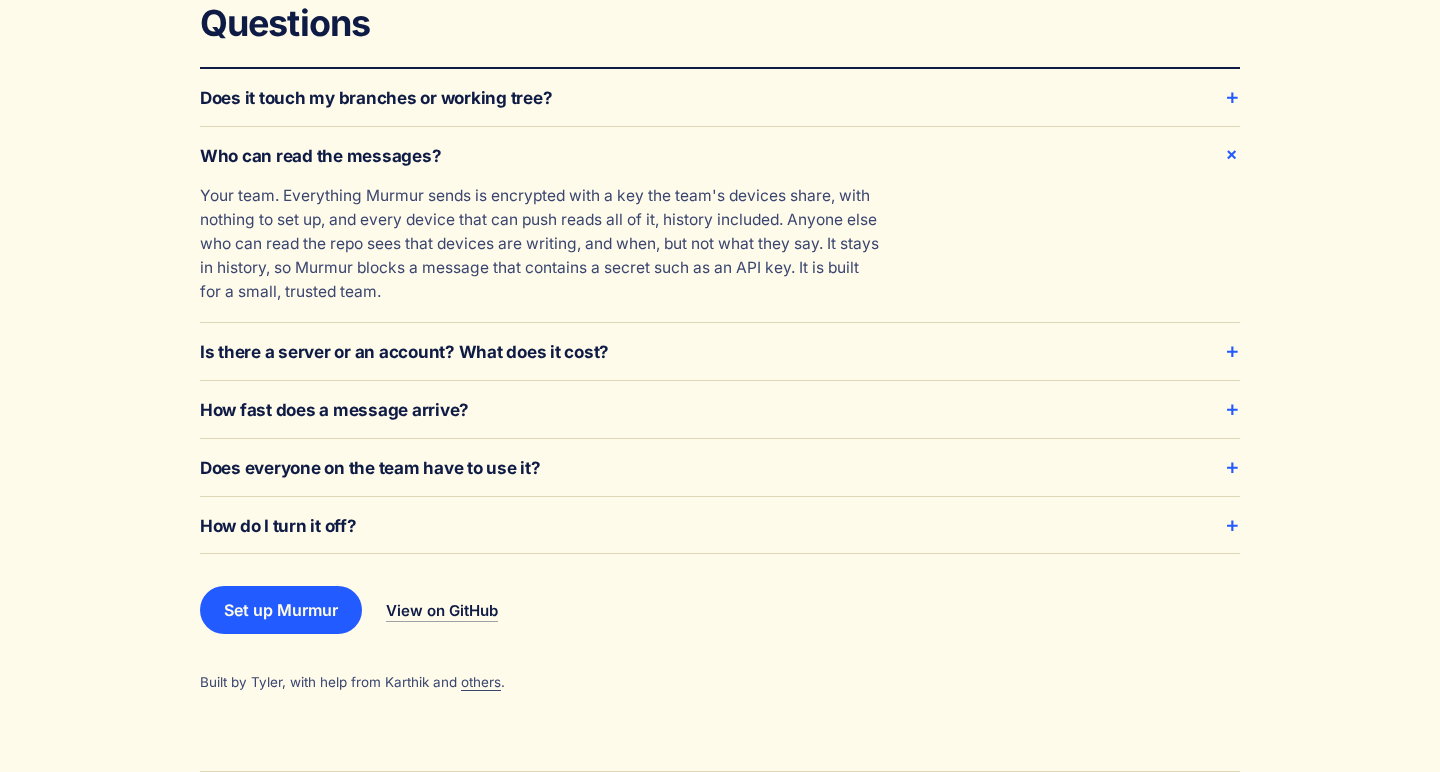 Questions
Does it touch my branches or working tree? +
Who can read the messages? ×
Your team. Everything Murmur sends is encrypted with a key the team's devices share, with
nothing to set up, and every device that can push reads all of it, history included. Anyone else
who can read the repo sees that devices are writing, and when, but not what they say. It stays
in history, so Murmur blocks a message that contains a secret such as an API key. It is built
for a small, trusted team.
Is there a server or an account? What does it cost? +
How fast does a message arrive? +
Does everyone on the team have to use it? +
How do I turn it off? +
Set up Murmur View on GitHub
Built by Tyler, with help from Karthik and others.